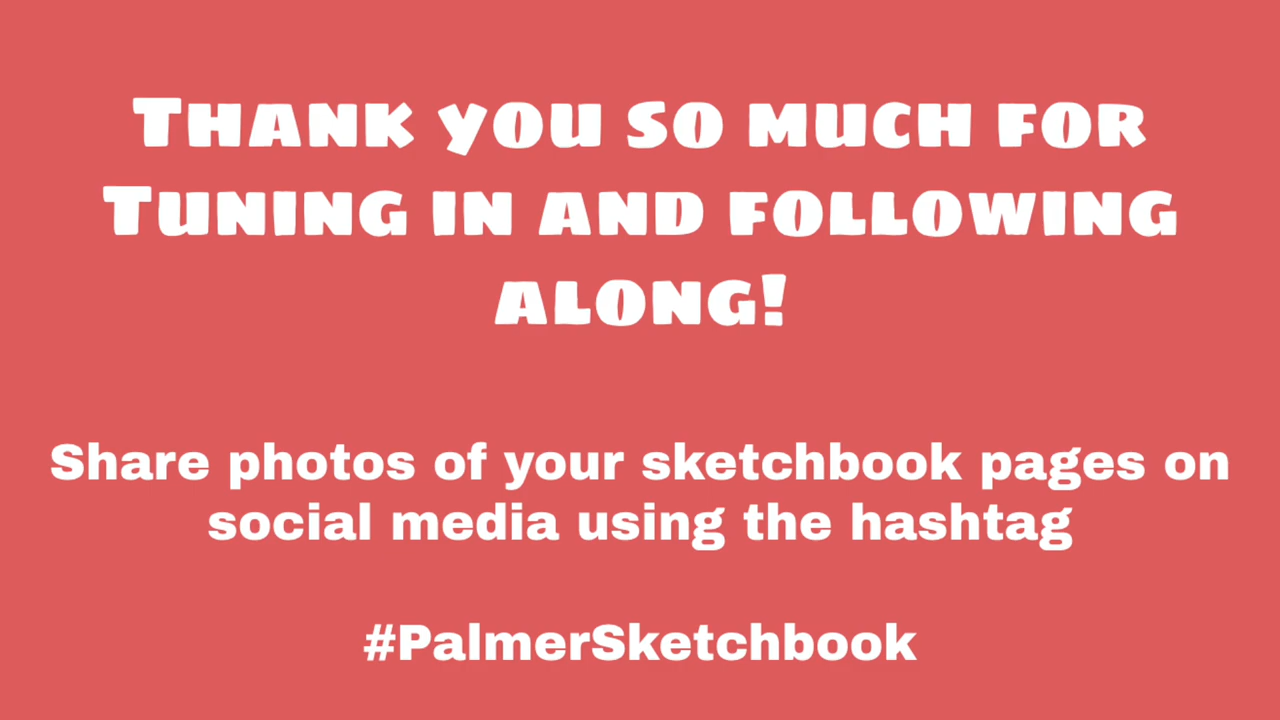 Thank you so much for
Tuning in and following
along!
Share photos of your sketchbook pages on
social media using the hashtag
#PalmerSketchbook